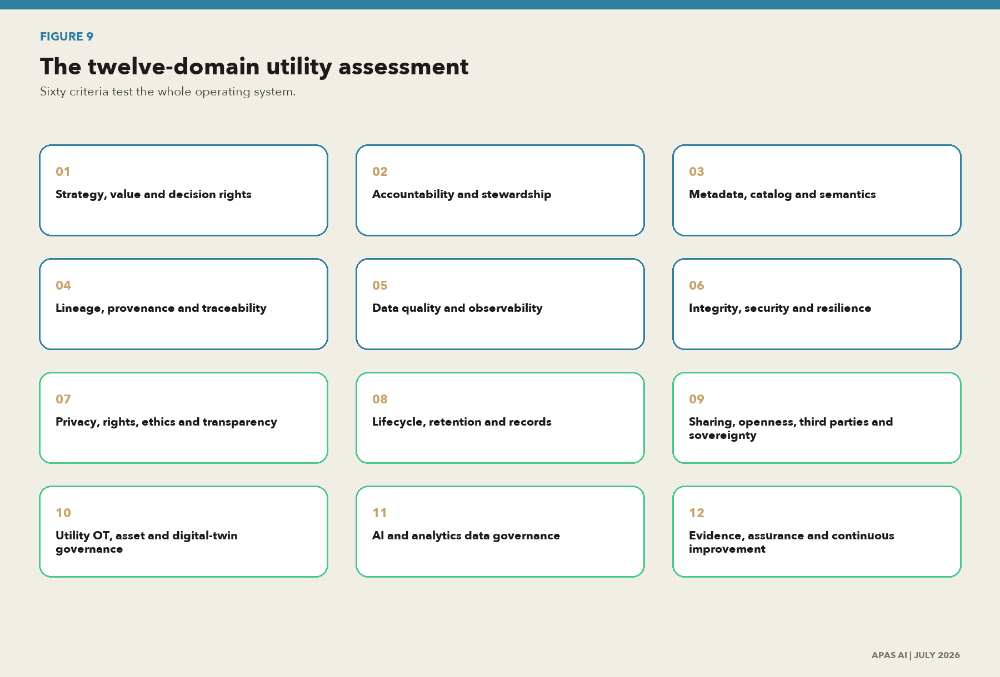 FIGURE 9
The twelve-domain utility assessment
Sixty criteria test the whole operating system.
01
Strategy, value and decision rights
02
Accountability and stewardship
03
Metadata, catalog and semantics
04
Lineage, provenance and traceability
05
Data quality and observability
06
Integrity, security and resilience
07
Privacy, rights, ethics and transparency
08
Lifecycle, retention and records
09
Sharing, openness, third parties and
sovereignty
10
Utility OT, asset and digital-twin
governance
11
AI and analytics data governance
12
Evidence, assurance and continuous
improvement
APAS AI | JULY 2026